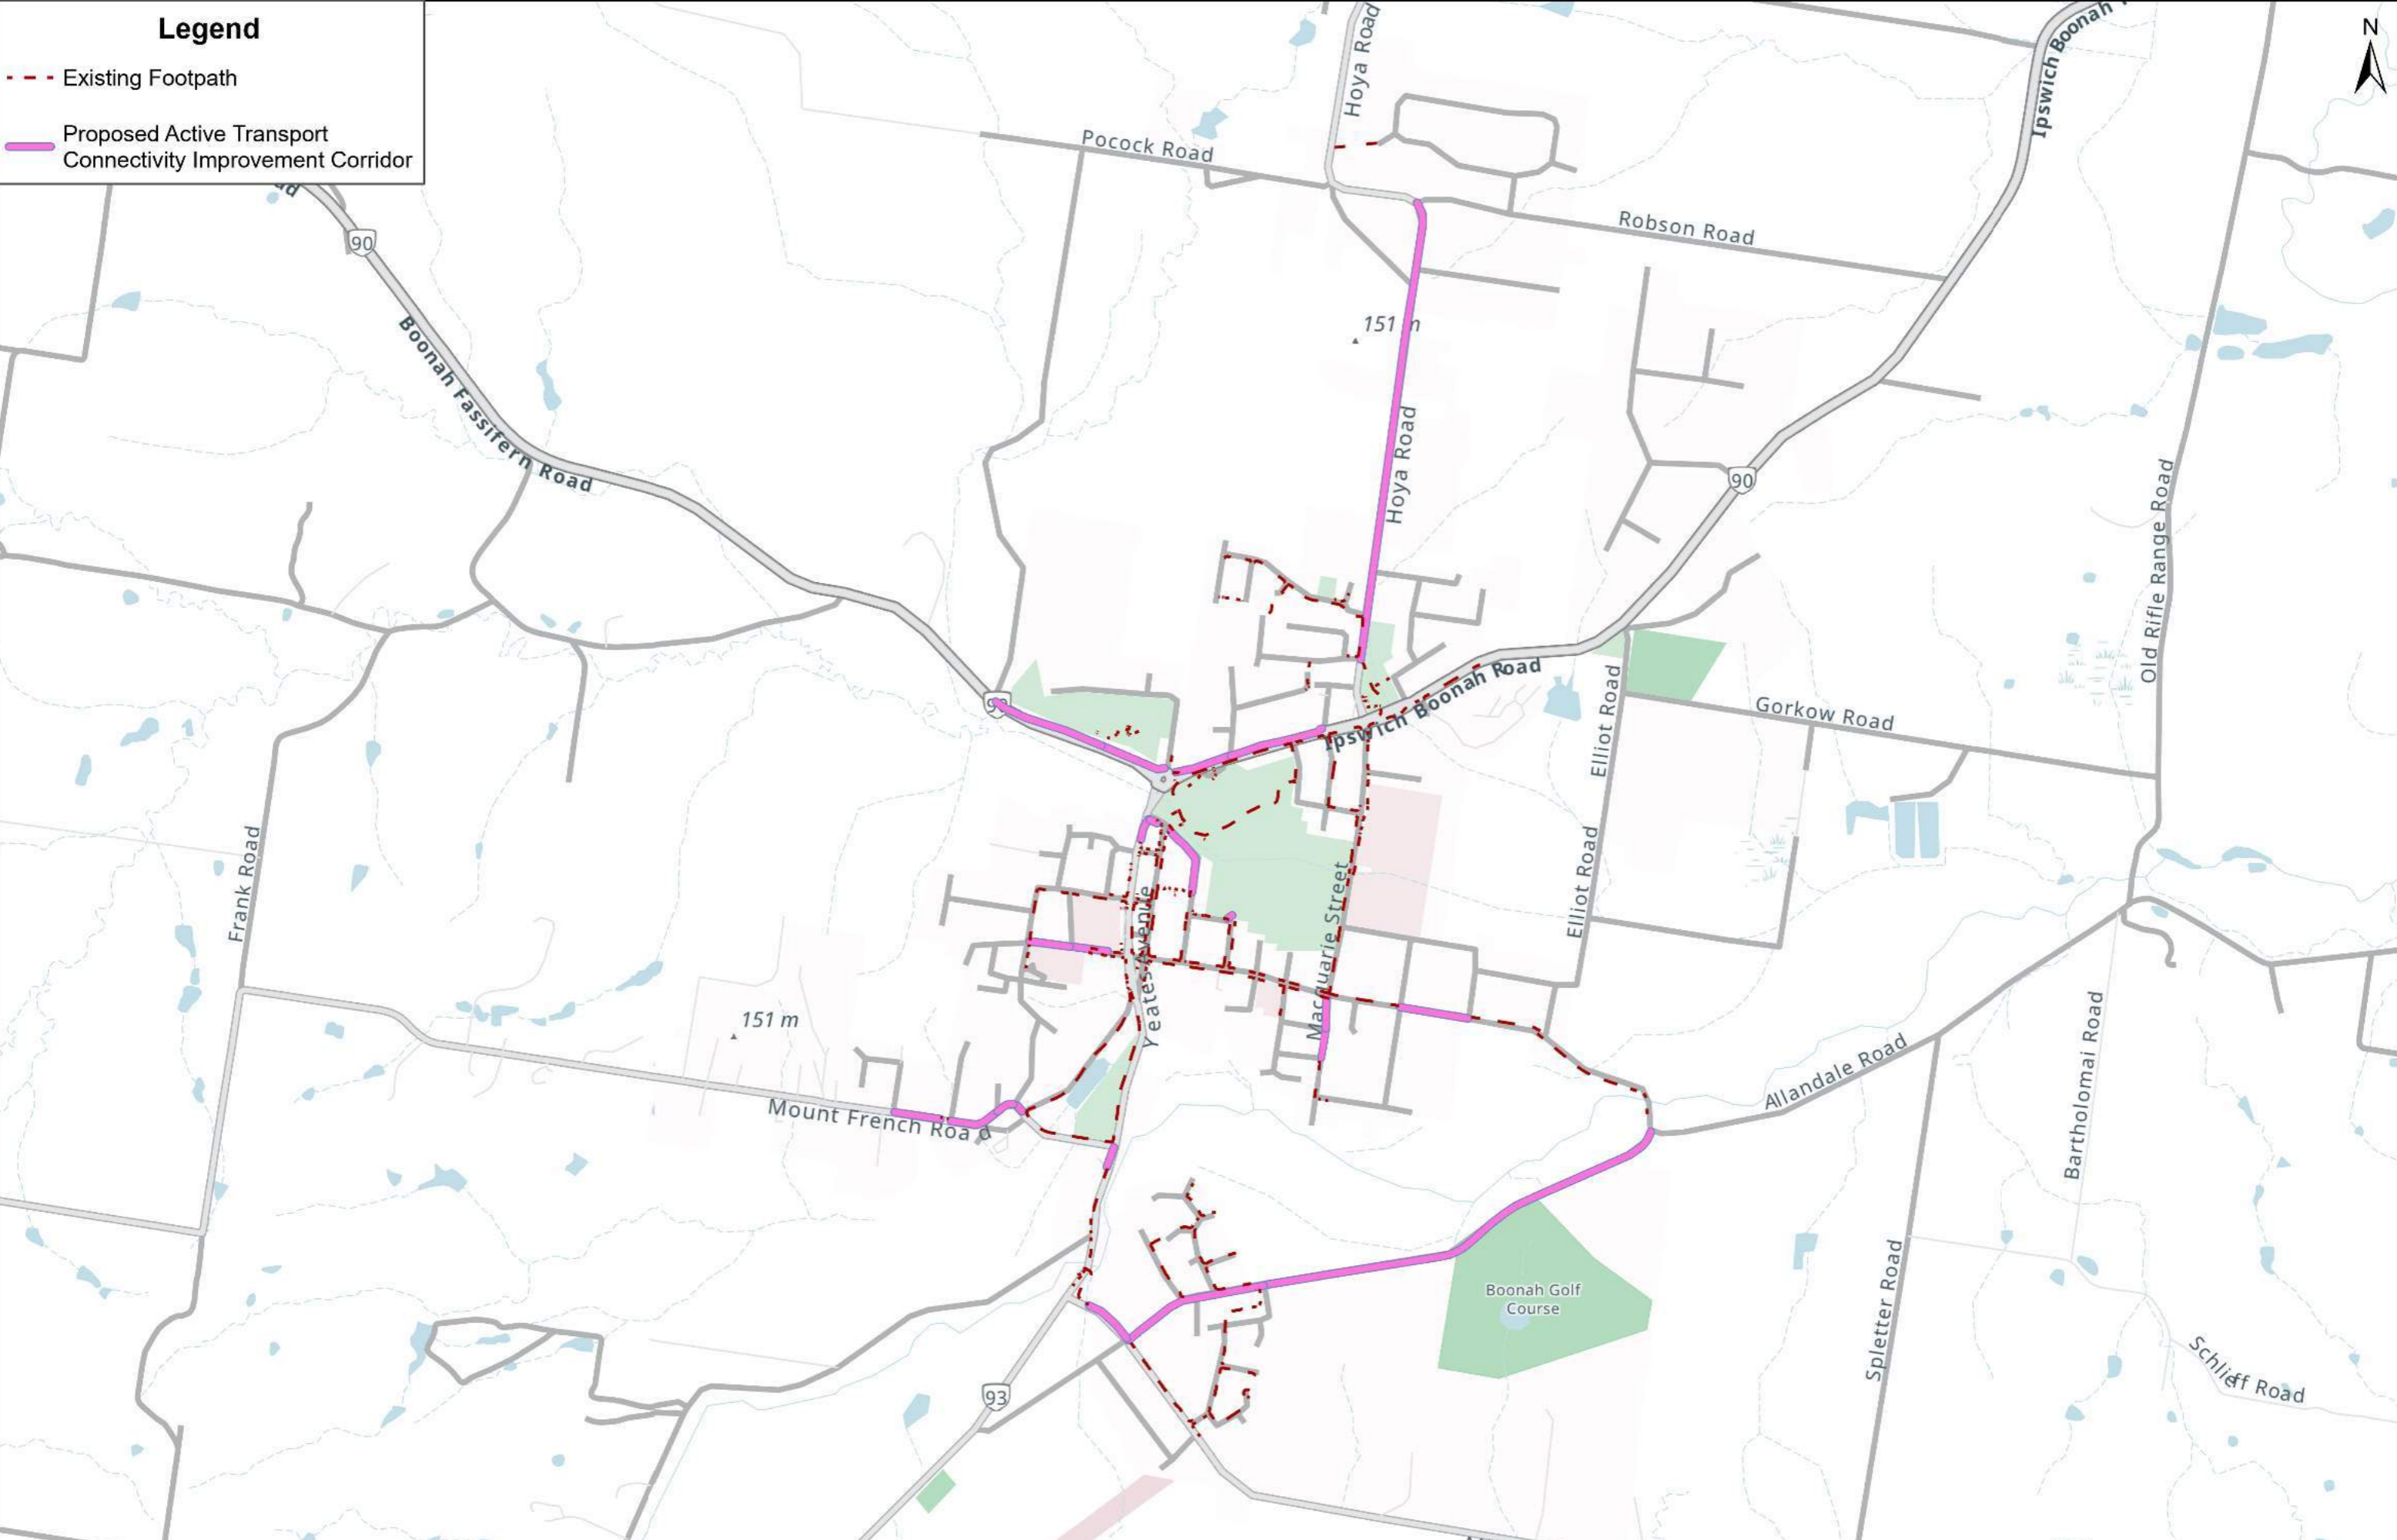 Legend
Existing Footpath
Proposed Active Transport
Connectivity Improvement Corridor
N
Hoya Road
Ipswich Boonah
Pocock Road
ad
90
Robson Road
Boonah Fassifern Road
151 m
Hoya Road
90
Old Rifle Range Road
Ipswich Boonah Road
Elliot Road
Gorkow Road
Frank Road
Yeates Avenue
Macquarie Street
Elliot Road
151 m
Mount French Road
Allandale Road
Bartholomai Road
Boonah Golf
Course
Spletter Road
Schlieff Road
93